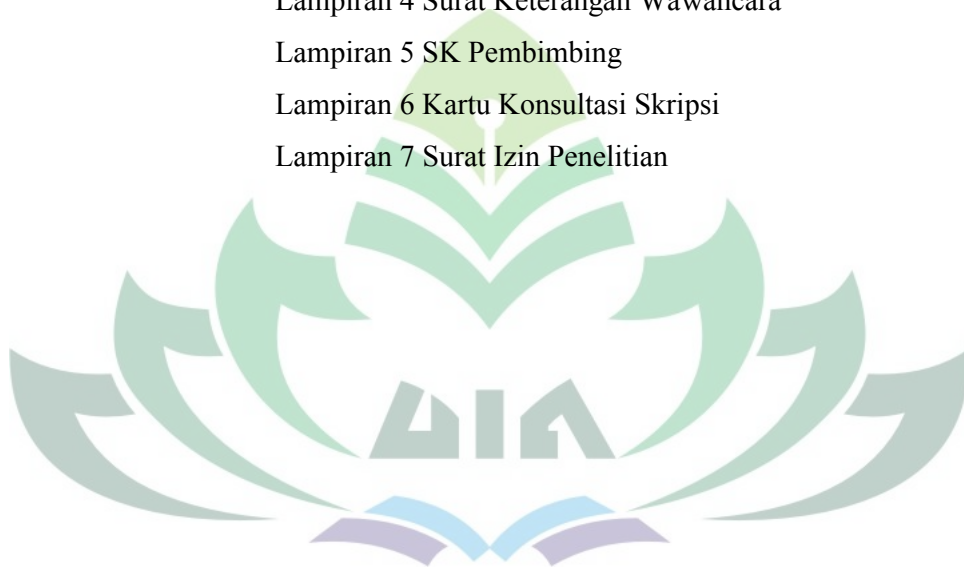 Lampiran 4 Surat Keterangan Wawancara
Lampiran 5 SK Pembimbing
Lampiran 6 Kartu Konsultasi Skripsi
Lampiran 7 Surat Izin Penelitian
UIN